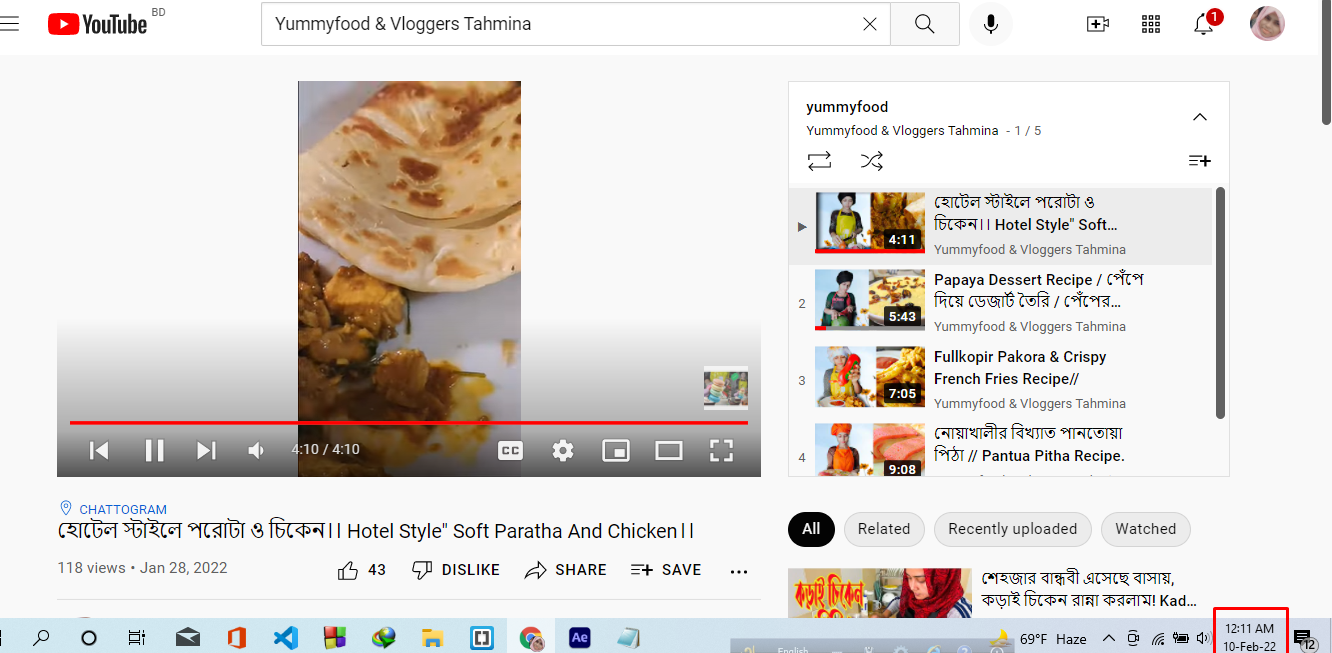 YouTube BD
Yummyfood & Vloggers Tahmina
1
yummyfood
Yummyfood & Vloggers Tahmina - 1 / 5
হোটেল স্টাইলে পরোটা ও
চিকেন।। Hotel Style" Soft...
Yummyfood & Vloggers Tahmina
4:11
2
Papaya Dessert Recipe / পেঁপে
দিয়ে ডেজার্ট তৈরি / পেঁপের...
Yummyfood & Vloggers Tahmina
5:43
3
Fullkopir Pakora & Crispy
French Fries Recipe//
Yummyfood & Vloggers Tahmina
7:05
4
নোয়াখালীর বিখ্যাত পানতোয়া
পিঠা // Pantua Pitha Recipe.
9:08
4:10 / 4:10
CC
CHATTOGRAM
হোটেল স্টাইলে পরোটা ও চিকেন।। Hotel Style" Soft Paratha And Chicken।।
118 views • Jan 28, 2022
43 DISLIKE SHARE SAVE
All Related Recently uploaded Watched
কড়াই চিকেন
শেহজার বান্ধবী এসেছে বাসায়,
কড়াই চিকেন রান্না করলাম! Kad...
Ae
English
69°F Haze
12:11 AM
10-Feb-22
12